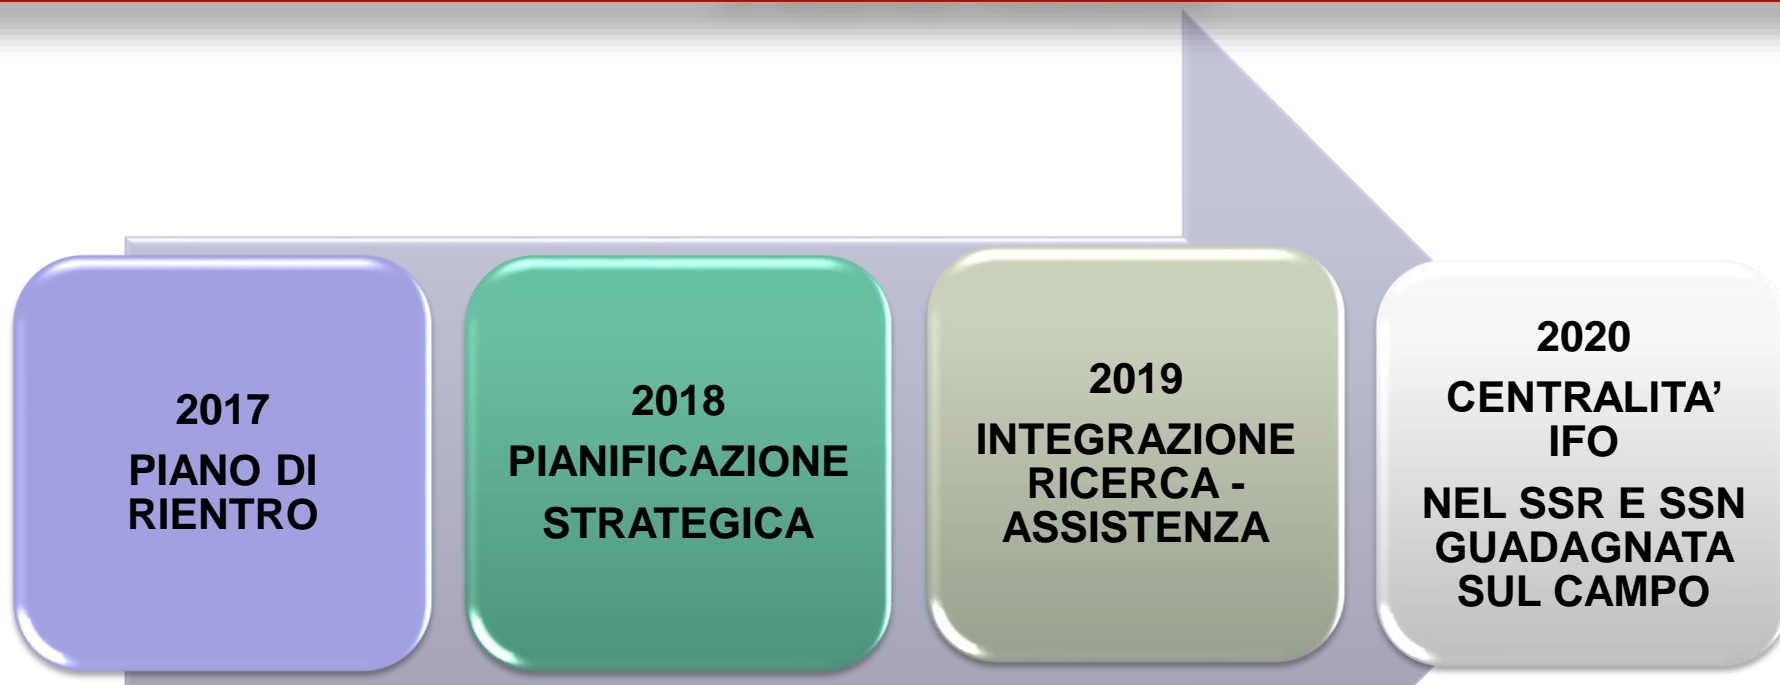 2017
PIANO DI
RIENTRO
2018
PIANIFICAZIONE
STRATEGICA
2019
INTEGRAZIONE
RICERCA -
ASSISTENZA
2020
CENTRALITA’
IFO
NEL SSR E SSN
GUADAGNATA
SUL CAMPO